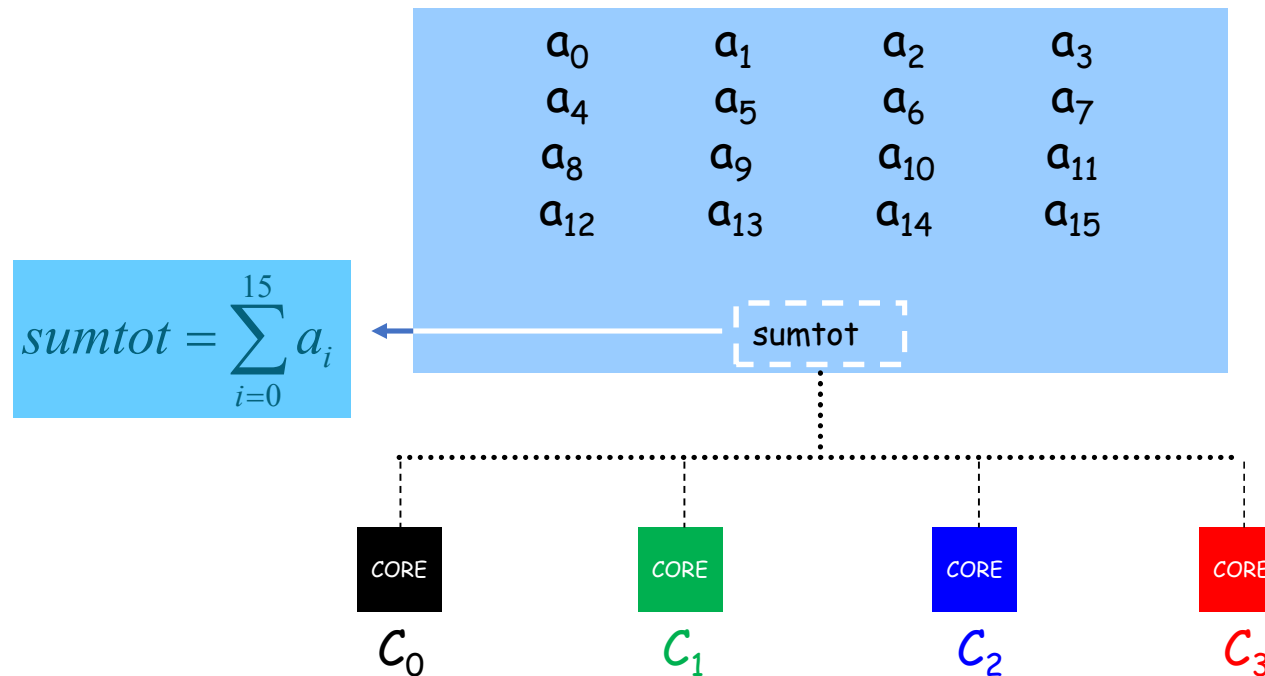 a₀ a₁ a₂ a₃
a₄ a₅ a₆ a₇
a₈ a₉ a₁₀ a₁₁
a₁₂ a₁₃ a₁₄ a₁₅
sumtot = ∑_{i=0}^{15} a_i
sumtot
CORE CORE CORE CORE
C₀ C₁ C₂ C₃